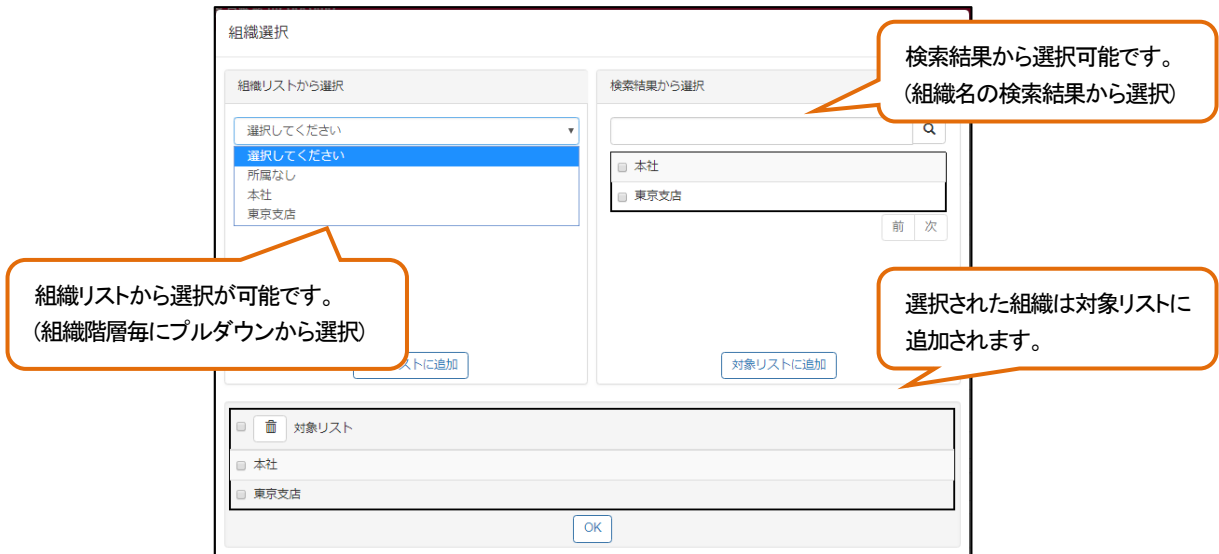 組織選択
検索結果から選択可能です。
(組織名の検索結果から選択)
組織リストから選択
検索結果から選択
選択してください
選択してください
所属なし
本社
東京支店
本社
東京支店
前 次
組織リストから選択が可能です。
(組織階層毎にプルダウンから選択)
選択された組織は対象リストに
追加されます。
ストに追加
対象リストに追加
対象リスト
本社
東京支店
OK